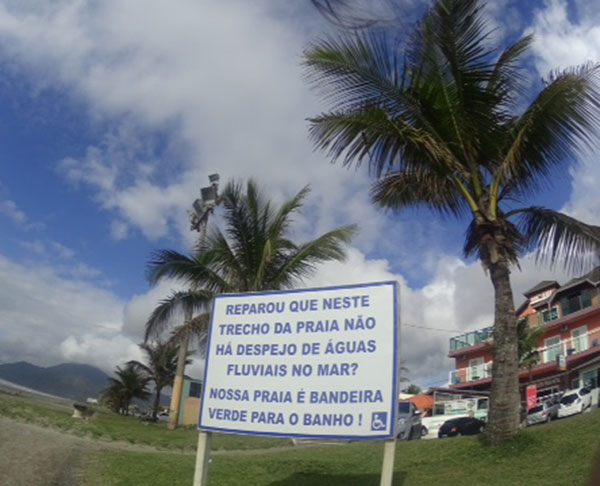 REPAROU QUE NESTE
TRECHO DA PRAIA NÃO
HÁ DESPEJO DE ÁGUAS
FLUVIAIS NO MAR?
NOSSA PRAIA É BANDEIRA
VERDE PARA O BANHO !